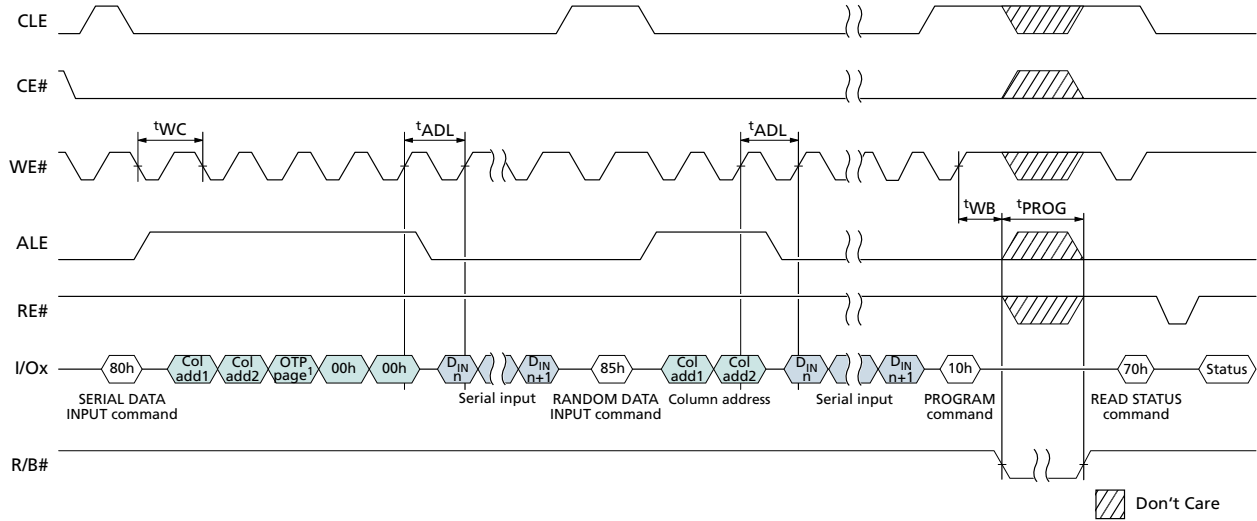 CLE
CE#
tWC
tADL
tADL
WE#
tWB
tPROG
ALE
RE#
I/Ox
80h
Col
add1
Col
add2
OTP
page1
00h
00h
DIN
n
DIN
n+1
85h
Col
add1
Col
add2
DIN
n
DIN
n+1
10h
70h
Status
SERIAL DATA
INPUT command
Serial input
RANDOM DATA
INPUT command
Column address
Serial input
PROGRAM
command
READ STATUS
command
R/B#
Don't Care